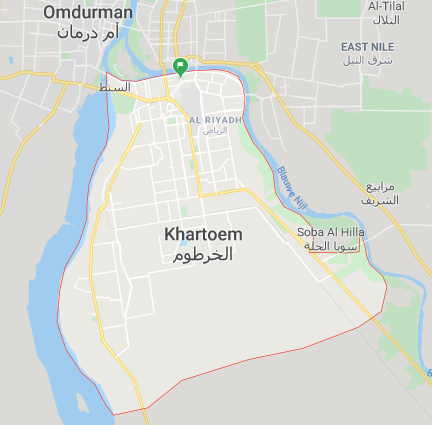 Omdurman
أم درمان
Al-Tilal
التلال
EAST NILE
شرق النيل
السنط
AL RIYADH
الرياض
مرابيع
الشريف
Blauwe Nijl
Soba Al Hilla
سوبا الحلة
Khartoem
الخرطوم